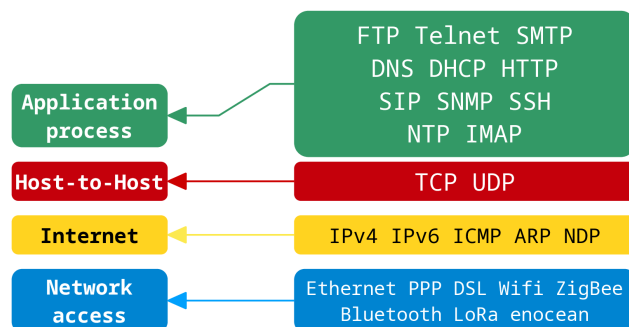 Application
process
FTP Telnet SMTP
DNS DHCP HTTP
SIP SNMP SSH
NTP IMAP
Host-to-Host
TCP UDP
Internet
IPv4 IPv6 ICMP ARP NDP
Network
access
Ethernet PPP DSL Wifi ZigBee
Bluetooth LoRa enocean